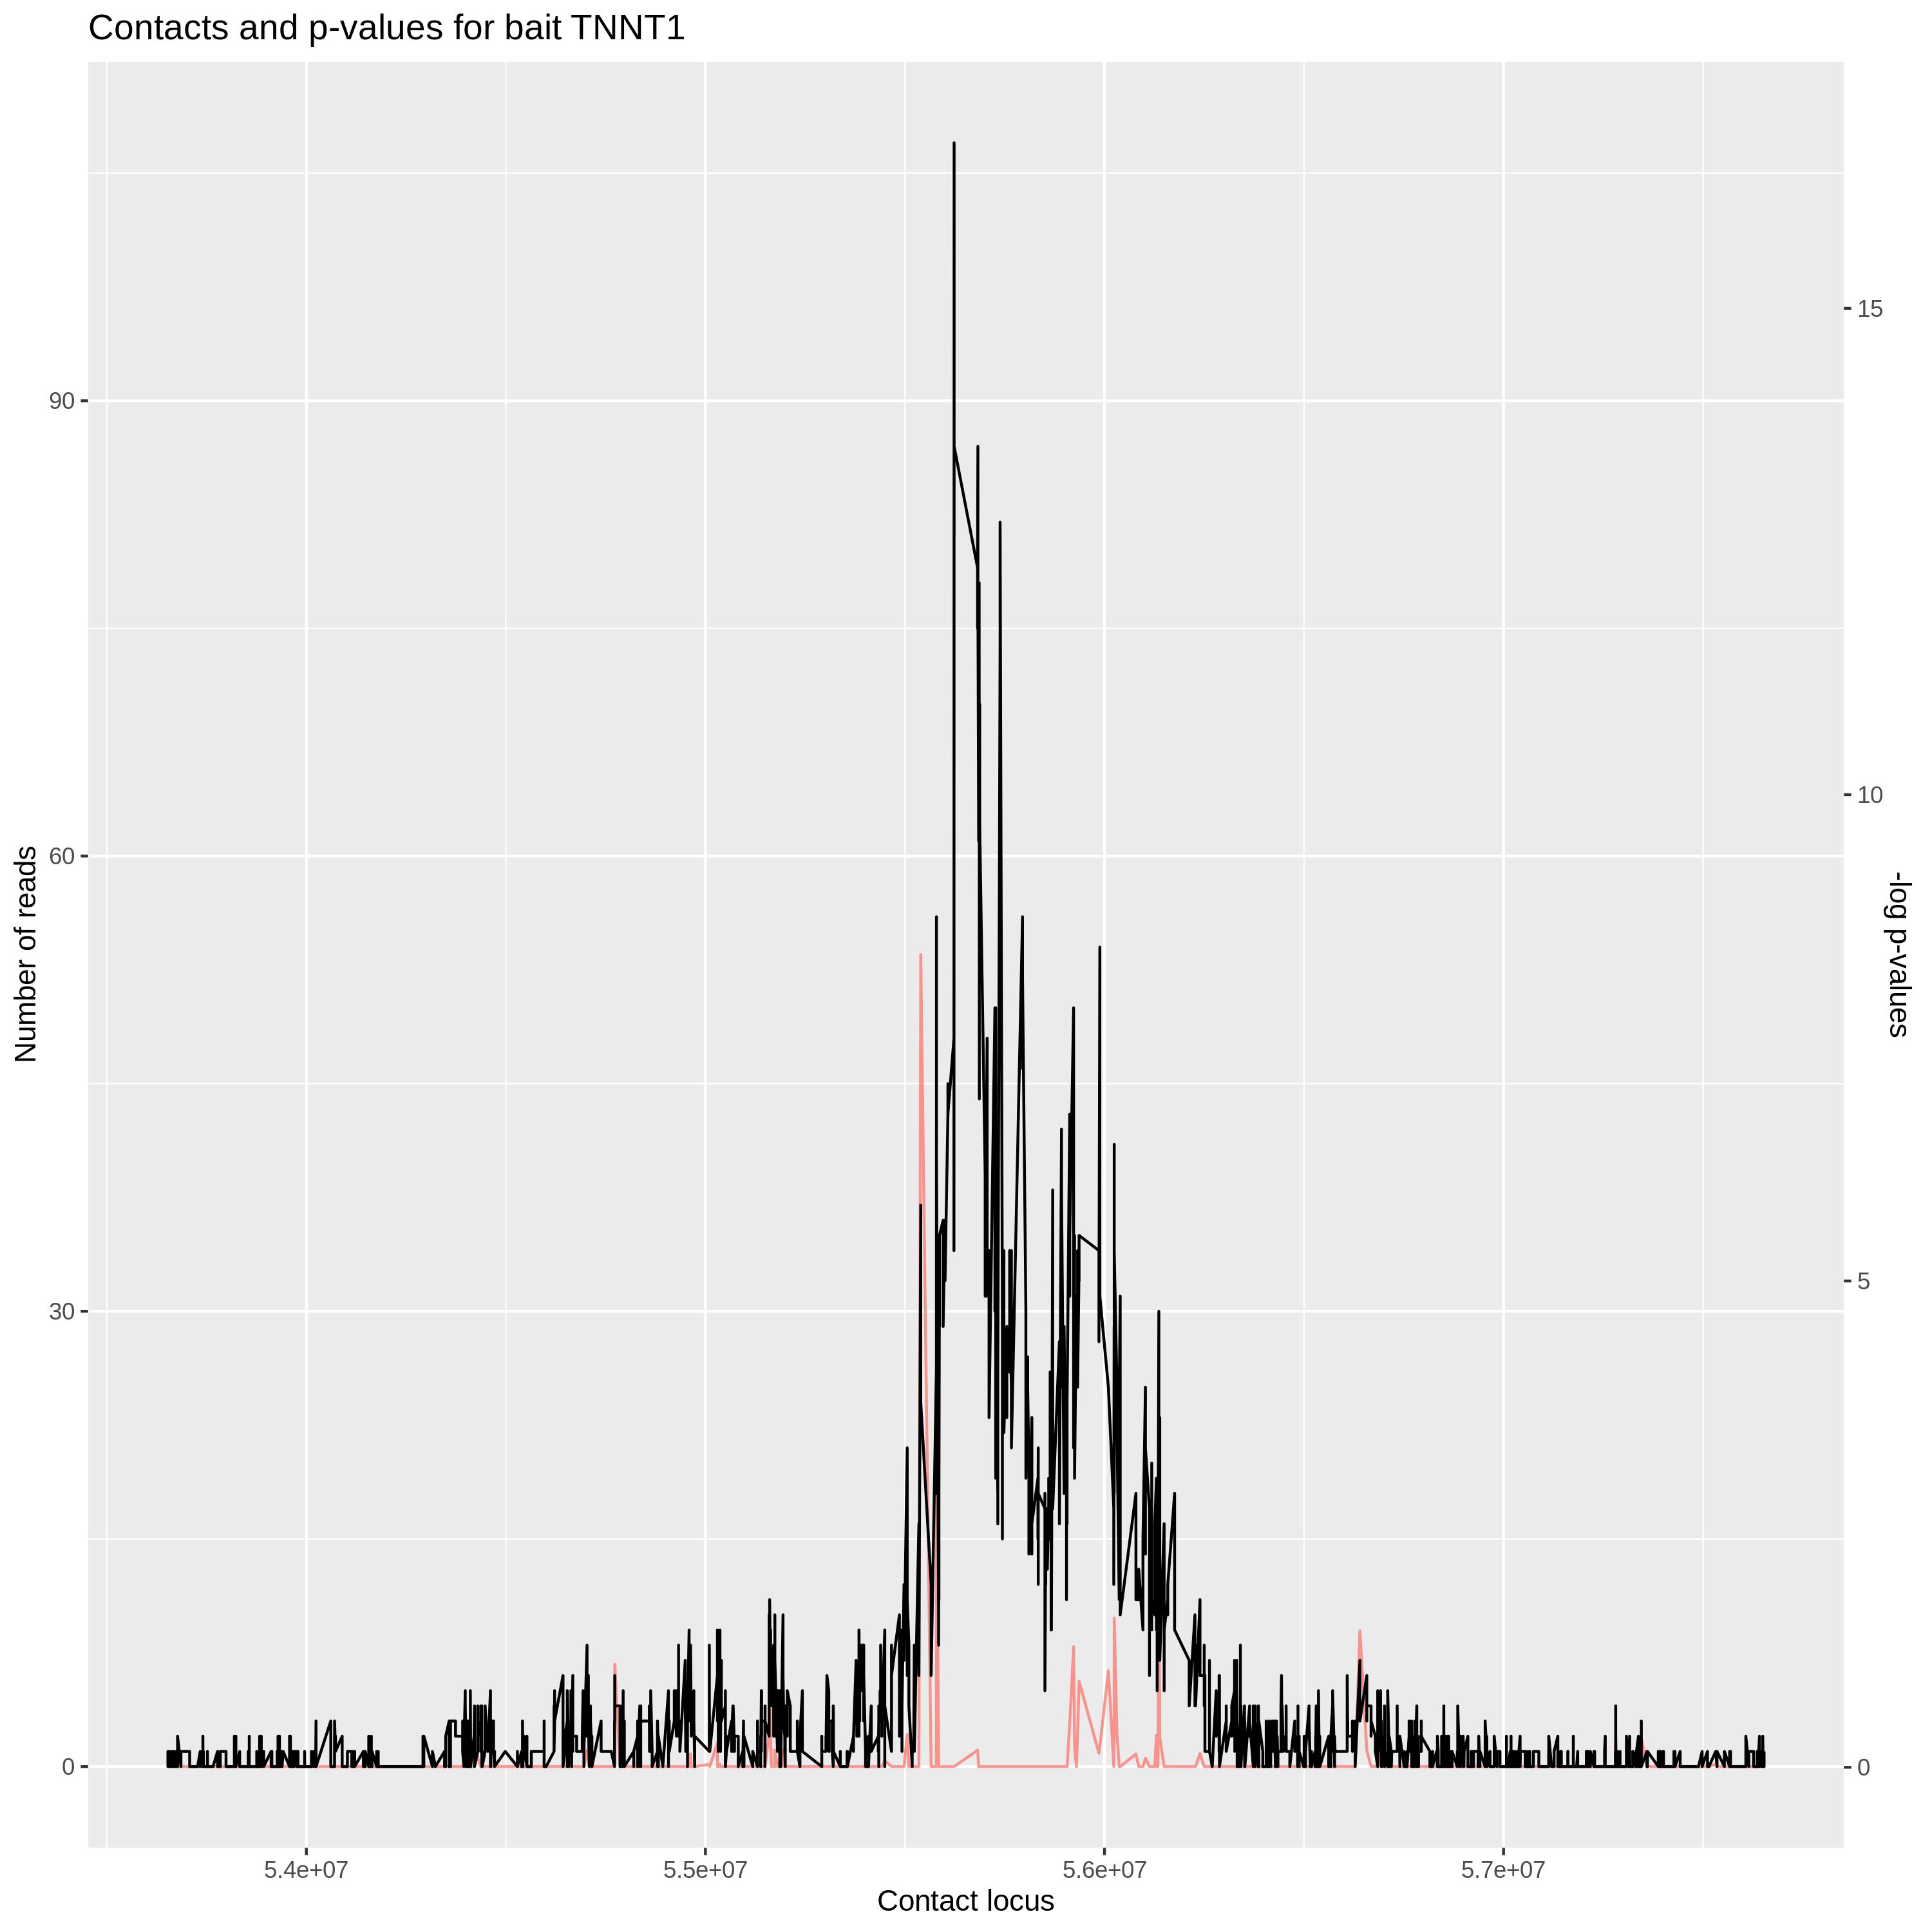 Contacts and p-values for bait TNNT1
Number of reads
90
60
30
0
15
10
5
0
-log p-values
5.4e+07
5.5e+07
5.6e+07
5.7e+07
Contact locus